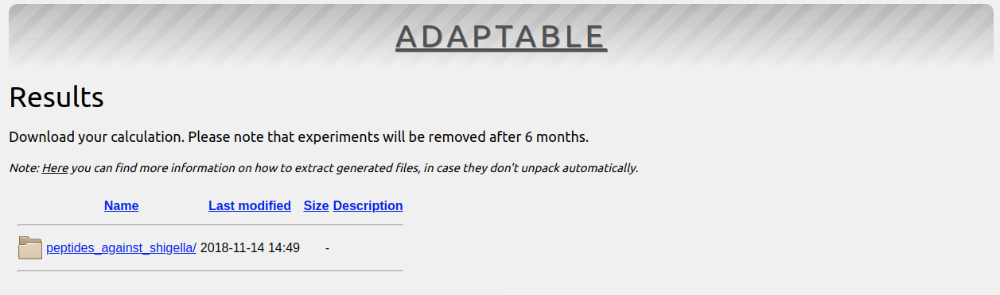 ADAPTABLE
Results
Download your calculation. Please note that experiments will be removed after 6 months.
Note: Here you can find more information on how to extract generated files, in case they don't unpack automatically.
Name Last modified Size Description
peptides_against_shigella/ 2018-11-14 14:49 -